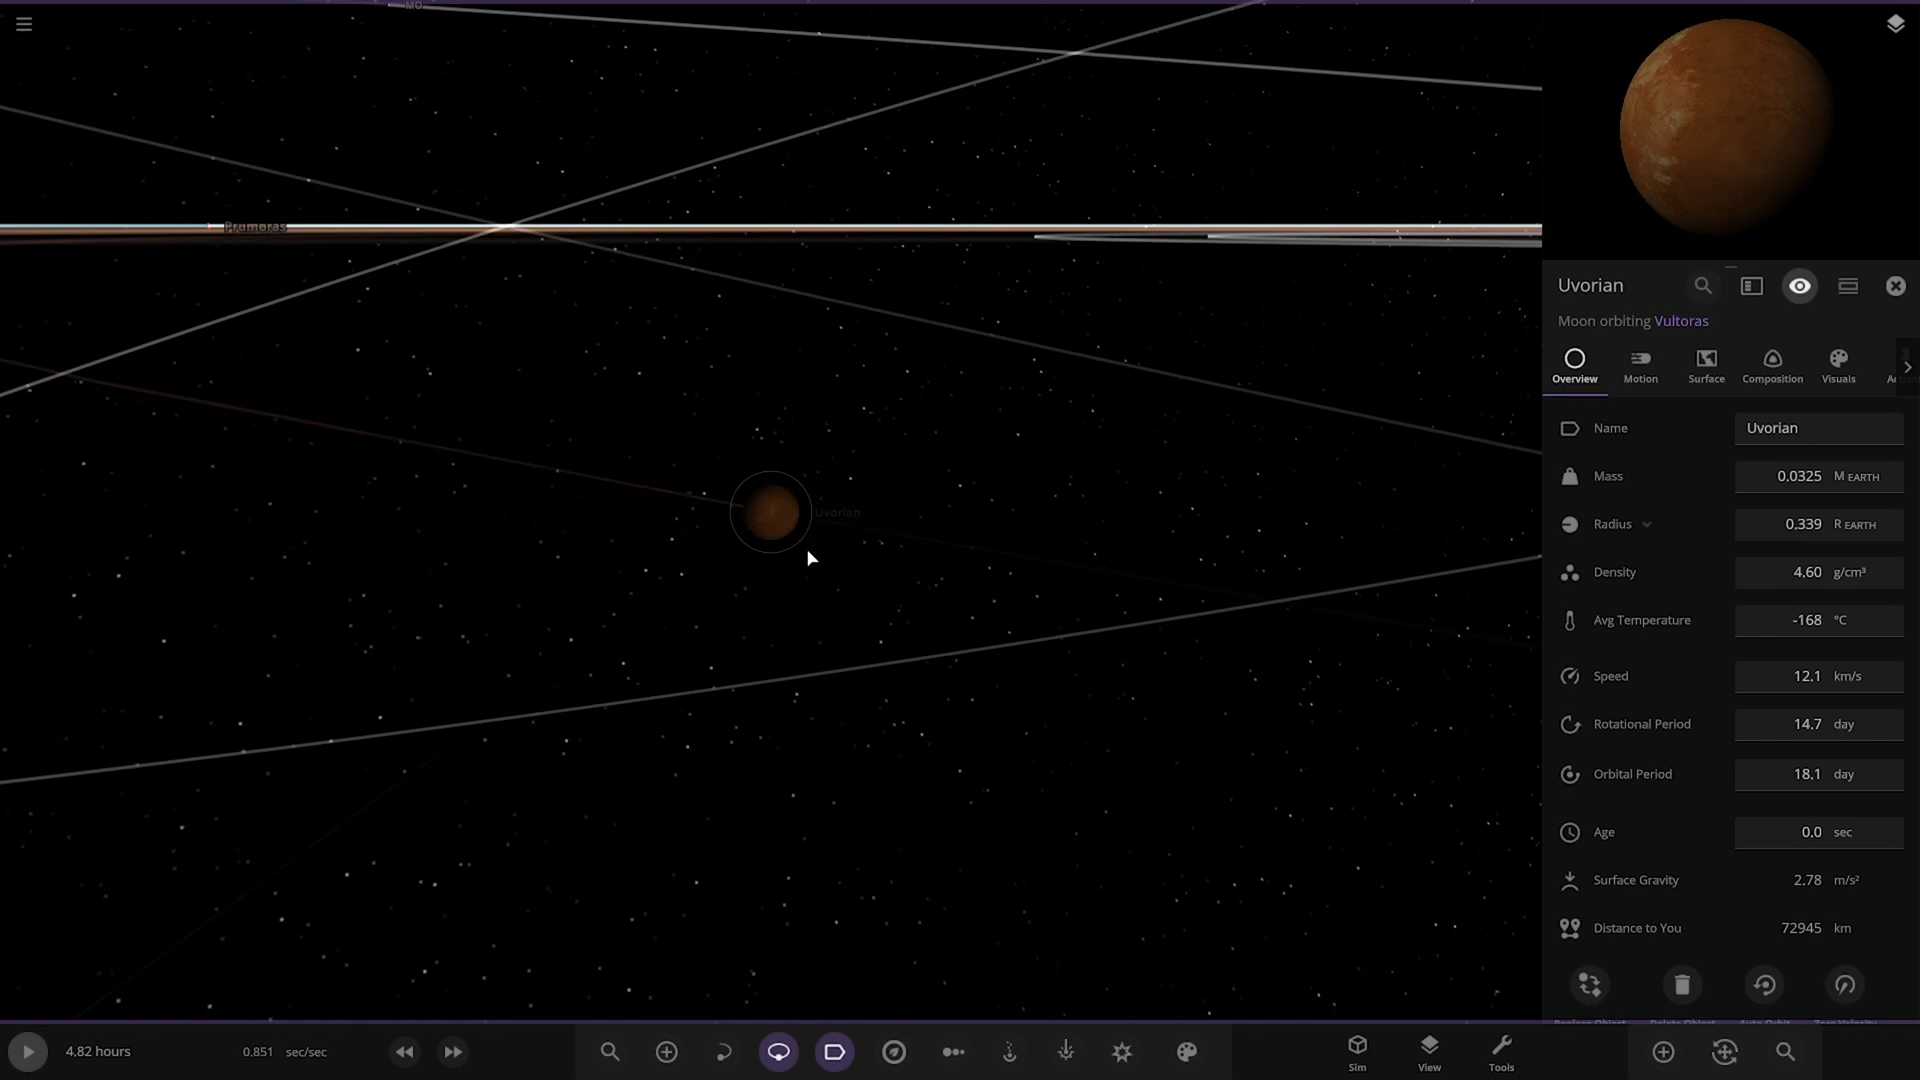 MO
Prumoras
Uvorian
Uvorian
Moon orbiting Vultoras
Overview
Motion
Surface
Composition
Visuals
Name
Uvorian
Mass
0.0325 M EARTH
Radius
0.339 R EARTH
Density
4.60 g/cm³
Avg Temperature
-168 °C
Speed
12.1 km/s
Rotational Period
14.7 day
Orbital Period
18.1 day
Age
0.0 sec
Surface Gravity
2.78 m/s²
Distance to You
72945 km
4.82 hours
0.851 sec/sec
Sim
View
Tools